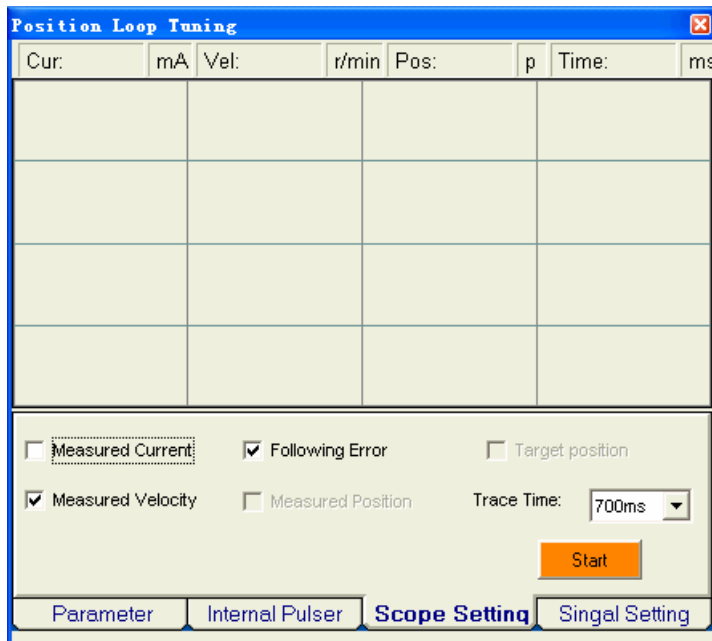 Position Loop Tuning
Cur: mA Vel: r/min Pos: p Time: ms
Measured Current Following Error Target position
Measured Velocity Measured Position Trace Time: 700ms
Start
Parameter Internal Pulser Scope Setting Singal Setting